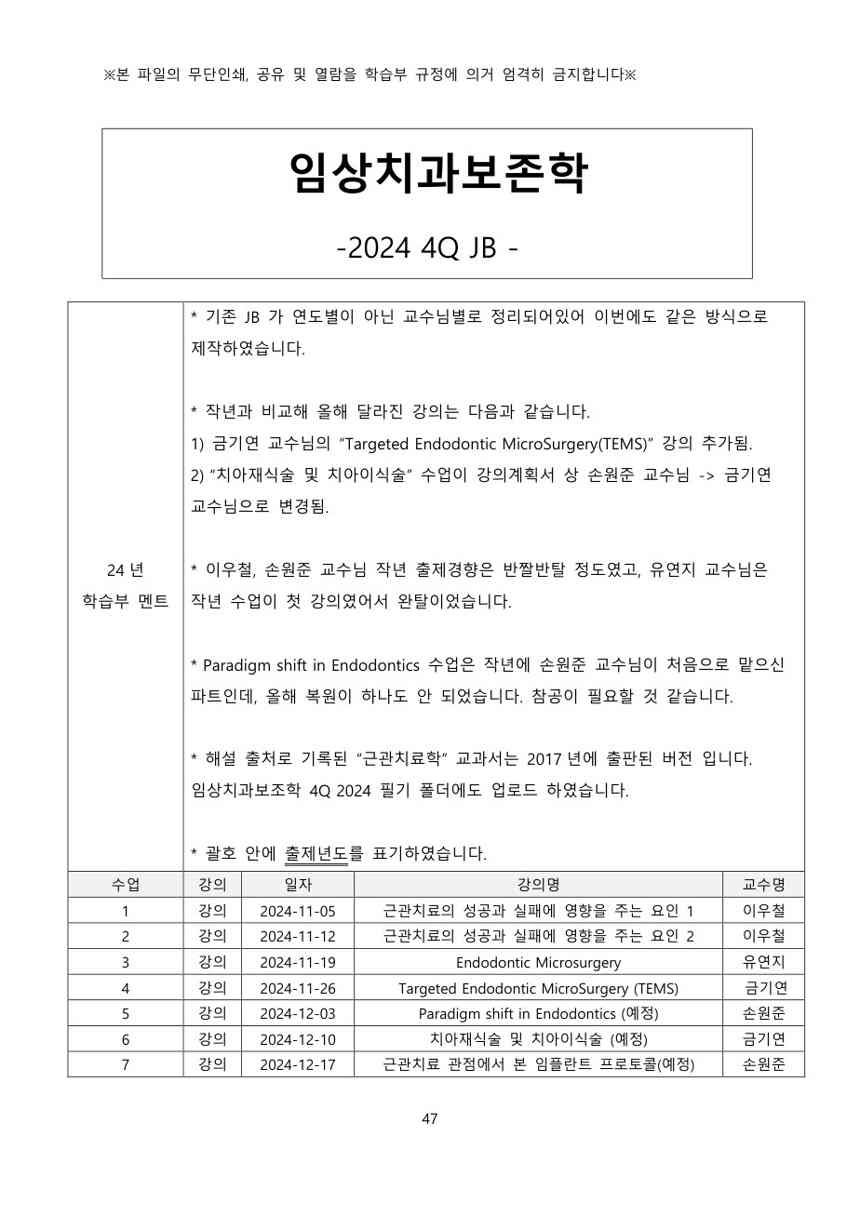 ※본 파일의 무단인쇄, 공유 및 열람을 학습부 규정에 의거 엄격히 금지합니다※
임상치과보존학
-2024 4Q JB -
24 년
학습부 멘트
* 기존 JB 가 연도별이 아닌 교수님별로 정리되어있어 이번에도 같은 방식으로
제작하였습니다.
* 작년과 비교해 올해 달라진 강의는 다음과 같습니다.
1) 금기연 교수님의 “Targeted Endodontic MicroSurgery(TEMS)” 강의 추가됨.
2) “치아재식술 및 치아이식술” 수업이 강의계획서 상 손원준 교수님 -> 금기연
교수님으로 변경됨.
* 이우철, 손원준 교수님 작년 출제경향은 반짤반탈 정도였고, 유연지 교수님은
작년 수업이 첫 강의였어서 완탈이었습니다.
* Paradigm shift in Endodontics 수업은 작년에 손원준 교수님이 처음으로 맡으신
파트인데, 올해 복원이 하나도 안 되었습니다. 참공이 필요할 것 같습니다.
* 해설 출처로 기록된 “근관치료학” 교과서는 2017 년에 출판된 버전 입니다.
임상치과보조학 4Q 2024 필기 폴더에도 업로드 하였습니다.
* 괄호 안에 출제년도를 표기하였습니다.
수업 강의 일자 강의명 교수명
1 강의 2024-11-05 근관치료의 성공과 실패에 영향을 주는 요인 1 이우철
2 강의 2024-11-12 근관치료의 성공과 실패에 영향을 주는 요인 2 이우철
3 강의 2024-11-19 Endodontic Microsurgery 유연지
4 강의 2024-11-26 Targeted Endodontic MicroSurgery (TEMS) 금기연
5 강의 2024-12-03 Paradigm shift in Endodontics (예정) 손원준
6 강의 2024-12-10 치아재식술 및 치아이식술 (예정) 금기연
7 강의 2024-12-17 근관치료 관점에서 본 임플란트 프로토콜(예정) 손원준
47